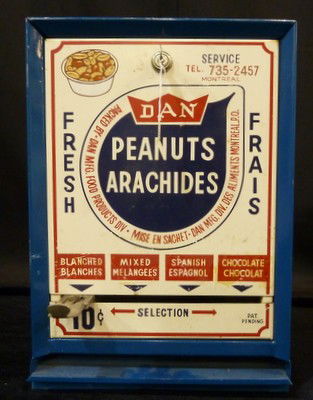 SERVICE
TEL. 735-2457
MONTREAL
DAN
FRESH
PEANUTS
ARACHIDES
FRAIS
PACKED BY-DAN MFG. FOOD PRODUCTS DIV
MISE EN SACHET-DAN MFG. DIV. DES ALIMENTS MONTREAL, P.Q.
BLANCHED
BLANCHES
MIXED
MELANGEES
SPANISH
ESPAGNOL
CHOCOLATE
CHOCOLAT
10¢
SELECTION
PAT.
PENDING